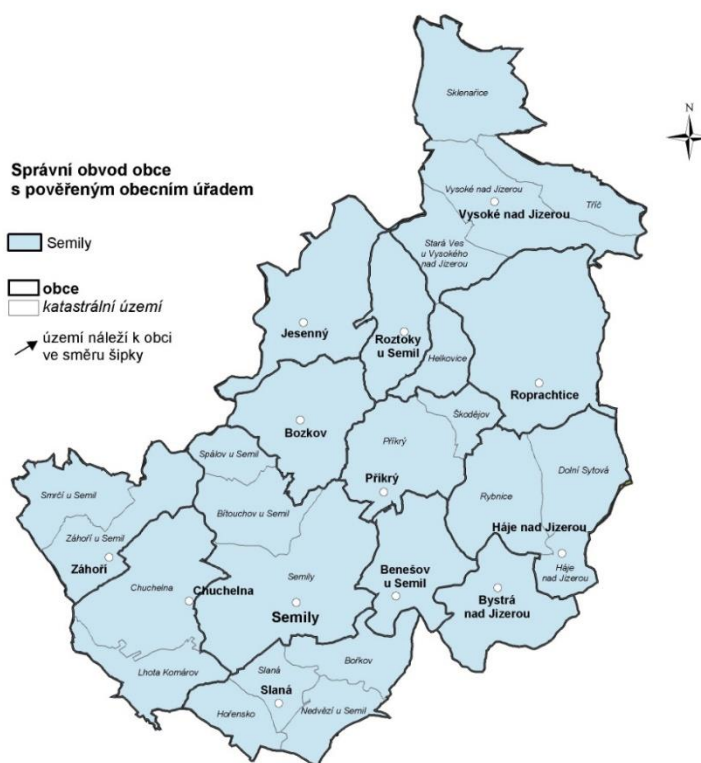 Sklenařice
N
Správní obvod obce
s pověřeným obecním úřadem
Semily
obce
katastrální území
území náleží k obci
ve směru šipky
Vysoké nad Jizerou
Vysoké nad Jizerou
Tříč
Stará Ves
u Vysokého
nad Jizerou
Jesenný
Roztoky
u Semil
Helkovice
Roprachtice
Bozkov
Škodějov
Příkrý
Příkrý
Spálov u Semil
Dolní Sytová
Smrčí u Semil
Rybnice
Bítouchov u Semil
Háje nad Jizerou
Záhoří u Semil
Záhoří
Háje
nad Jizerou
Benešov
u Semil
Chuchelna
Chuchelna
Semily
Semily
Bystrá
nad Jizerou
Bořkov
Lhota Komárov
Slaná
Slaná
Hořensko
Nedvězí u Semil